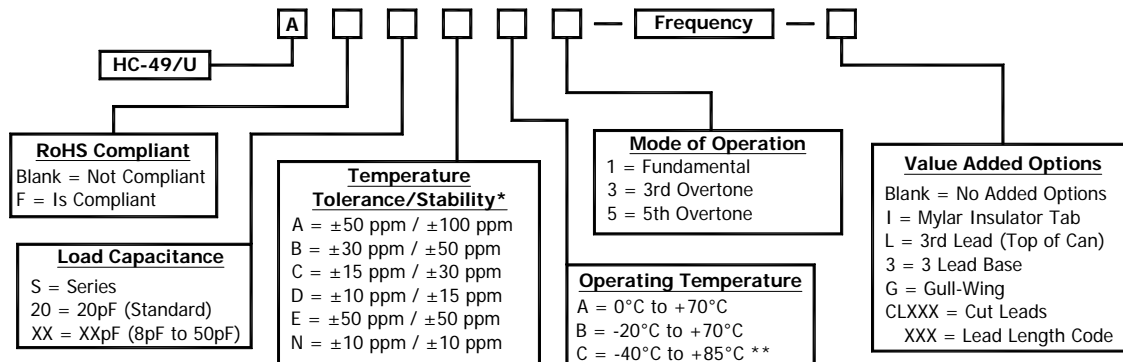 A
Frequency
HC-49/U
RoHS Compliant
Blank = Not Compliant
F = Is Compliant
Load Capacitance
S = Series
20 = 20pF (Standard)
XX = XXpF (8pF to 50pF)
Temperature
Tolerance/Stability*
A = ±50 ppm / ±100 ppm
B = ±30 ppm / ±50 ppm
C = ±15 ppm / ±30 ppm
D = ±10 ppm / ±15 ppm
E = ±50 ppm / ±50 ppm
N = ±10 ppm / ±10 ppm
Operating Temperature
A = 0°C to +70°C
B = -20°C to +70°C
C = -40°C to +85°C **
Mode of Operation
1 = Fundamental
3 = 3rd Overtone
5 = 5th Overtone
Value Added Options
Blank = No Added Options
I = Mylar Insulator Tab
L = 3rd Lead (Top of Can)
3 = 3 Lead Base
G = Gull-Wing
CLXXX = Cut Leads
XXX = Lead Length Code